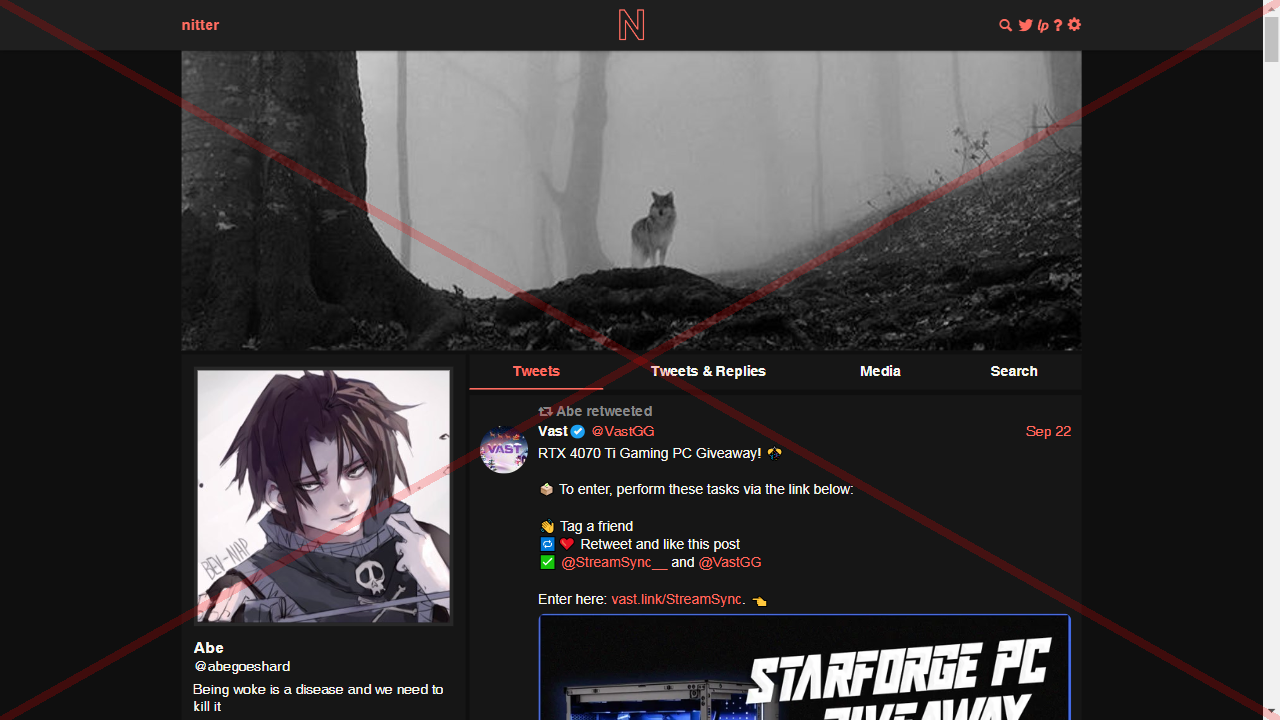 nitter
N
lp ?
Tweets
Tweets & Replies
Media
Search
Abe retweeted
Vast @VastGG
Sep 22
VAST
RTX 4070 Ti Gaming PC Giveaway!
To enter, perform these tasks via the link below:
Tag a friend
Retweet and like this post
@StreamSync__ and @VastGG
Enter here: vast.link/StreamSync.
STARFORGE PC
GIVEAWAY
BEV-NAP
Abe
@abegoeshard
Being woke is a disease and we need to
kill it